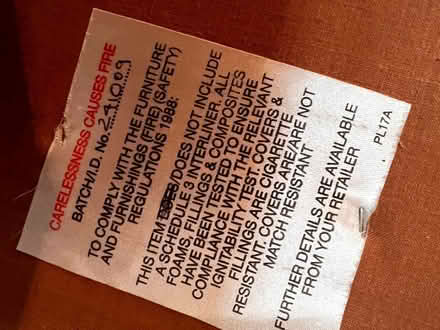 CARELESSNESS CAUSES FIRE
BATCH/I.D. No.
TO COMPLY WITH THE FURNITURE
AND FURNISHINGS (FIRE) (SAFETY)
REGULATIONS 1988:
THIS ITEM DOES/DOES NOT INCLUDE
A SCHEDULE 3 INTERLINER. ALL
FOAMS, FILLINGS & COMPOSITES
HAVE BEEN TESTED TO ENSURE
COMPLIANCE WITH THE RELEVANT
IGNITABILITY TEST. COVERS &
FILLINGS ARE CIGARETTE
RESISTANT. COVERS ARE/ARE NOT
MATCH RESISTANT
FURTHER DETAILS ARE AVAILABLE
FROM YOUR RETAILER
PL17A